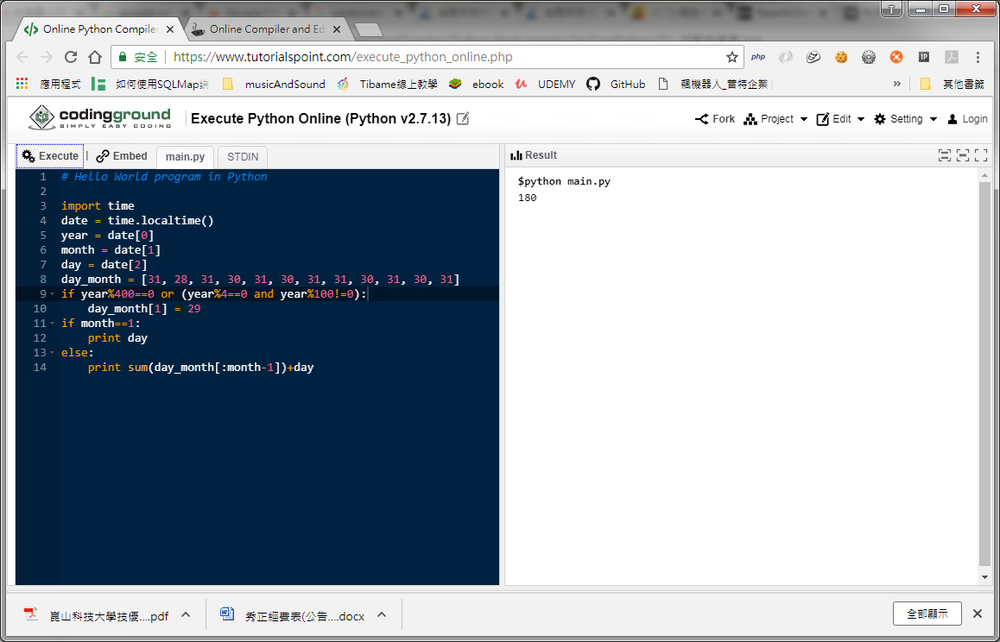 Online Python Compiler
Online Compiler and Ed
安全 https://www.tutorialspoint.com/execute_python_online.php
php
IP
應用程式 如何使用SQLMap musicAndSound Tibame線上教學 ebook UDEMY GitHub 飆機器人_普特企業 » 其他書籤
codingground
SIMPLY EASY CODING
Execute Python Online (Python v2.7.13)
Fork Project Edit Setting Login
Execute | Embed main.py STDIN
1 # Hello World program in Python
2
3 import time
4 date = time.localtime()
5 year = date[0]
6 month = date[1]
7 day = date[2]
8 day_month = [31, 28, 31, 30, 31, 30, 31, 31, 30, 31, 30, 31]
9 if year%400==0 or (year%4==0 and year%100!=0):
10 day_month[1] = 29
11 if month==1:
12 print day
13 else:
14 print sum(day_month[:month-1])+day
Result
$python main.py
180
崑山科技大學技優....pdf
秀正經費表(公告....docx
全部顯示